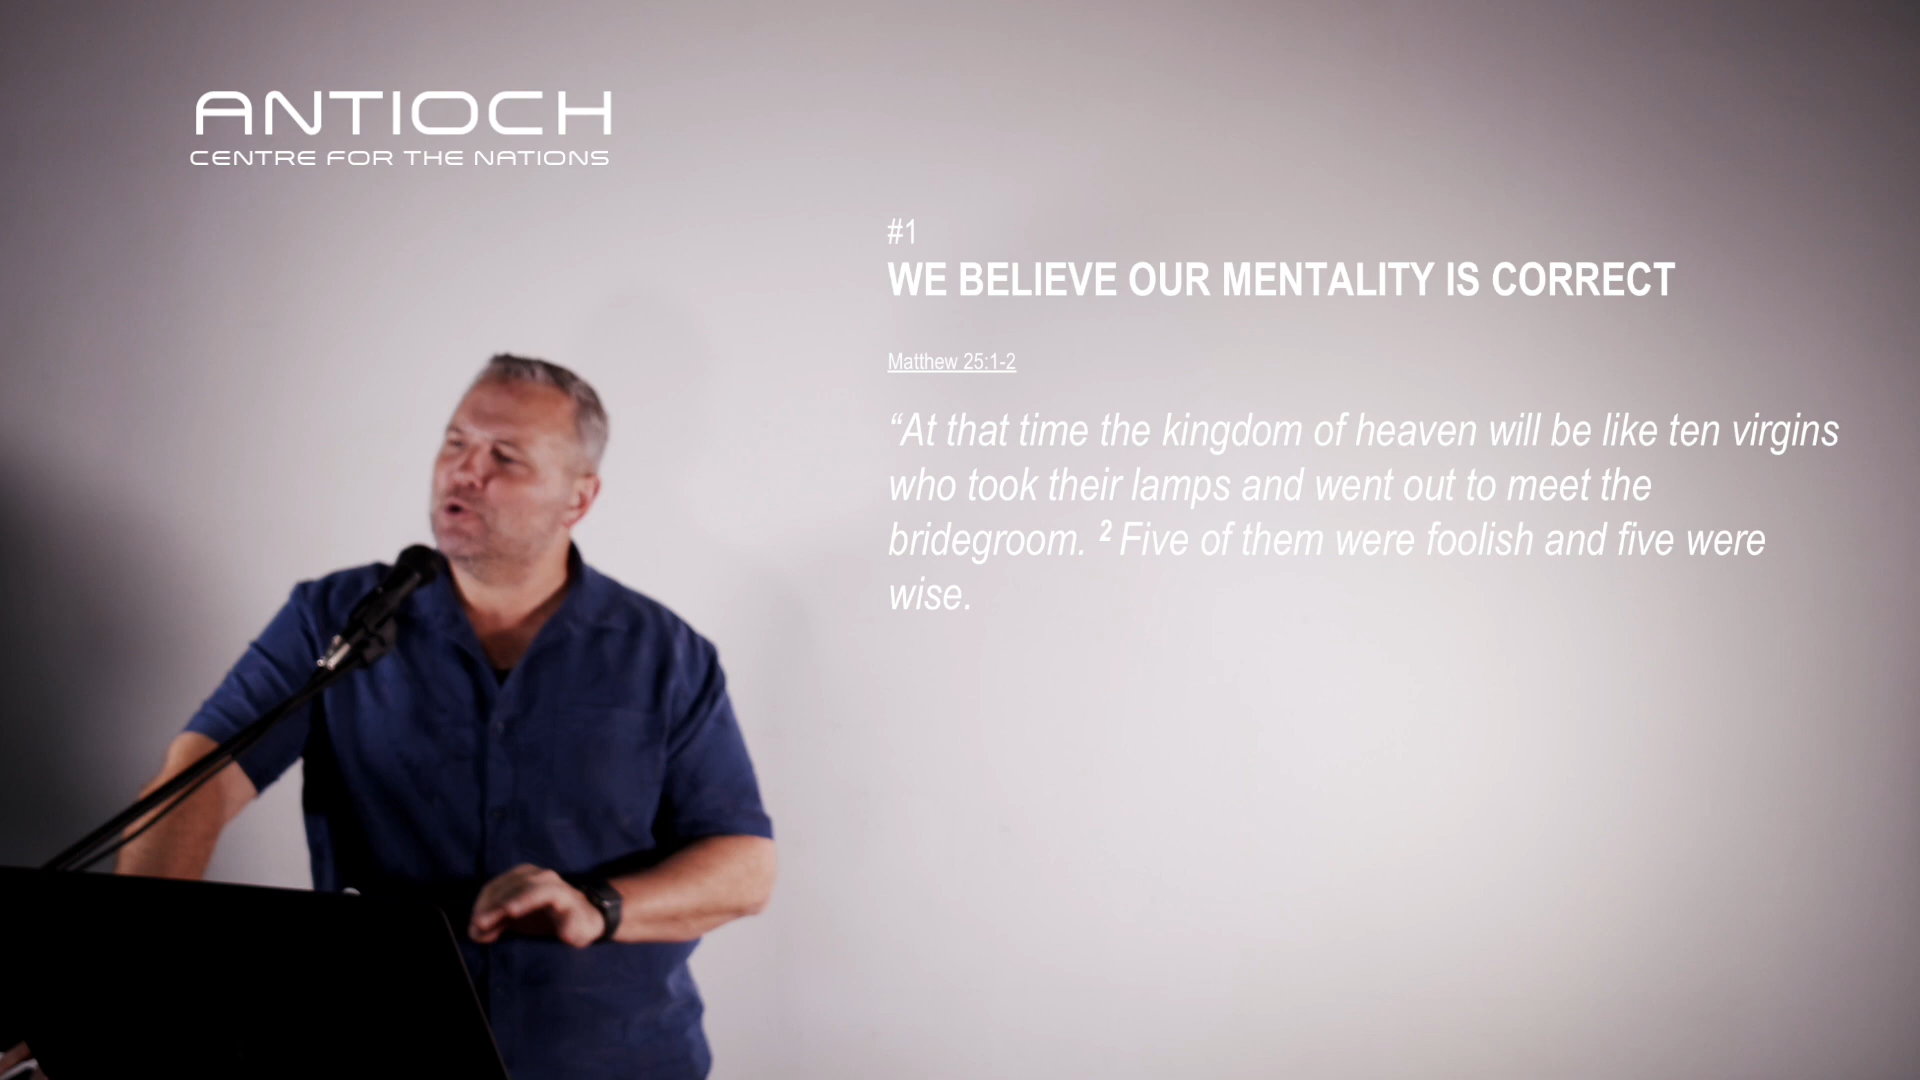 ANTIOCH
CENTRE FOR THE NATIONS
#1
WE BELIEVE OUR MENTALITY IS CORRECT
Matthew 25:1-2
“At that time the kingdom of heaven will be like ten virgins
who took their lamps and went out to meet the
bridegroom. ² Five of them were foolish and five were
wise.